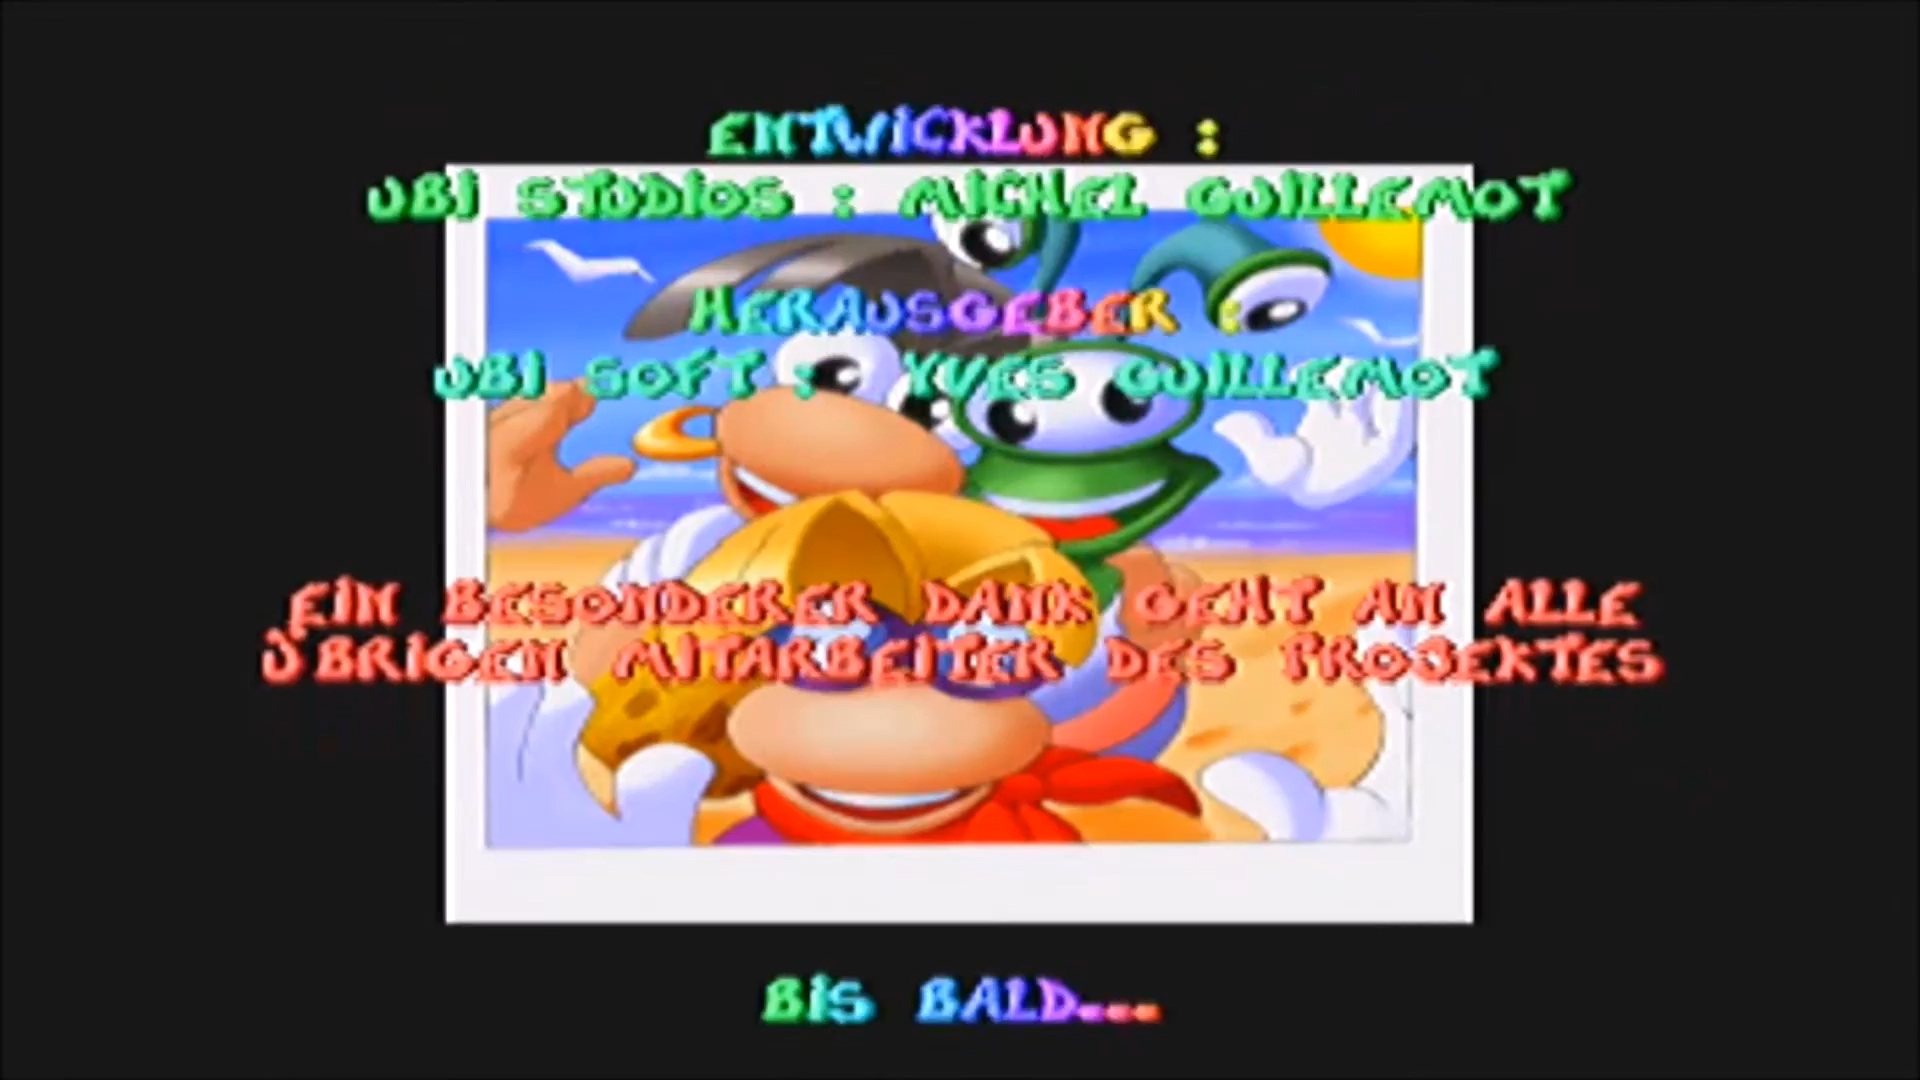 ENTWICKLUNG :
UBI STUDIOS : MICHEL GUILLEMOT
HERAUSGEBER :
UBI SOFT : YVES GUILLEMOT
EIN BESONDERER DANK GEHT AN ALLE
ÜBRIGEN MITARBEITER DES PROJEKTES
BIS BALD...